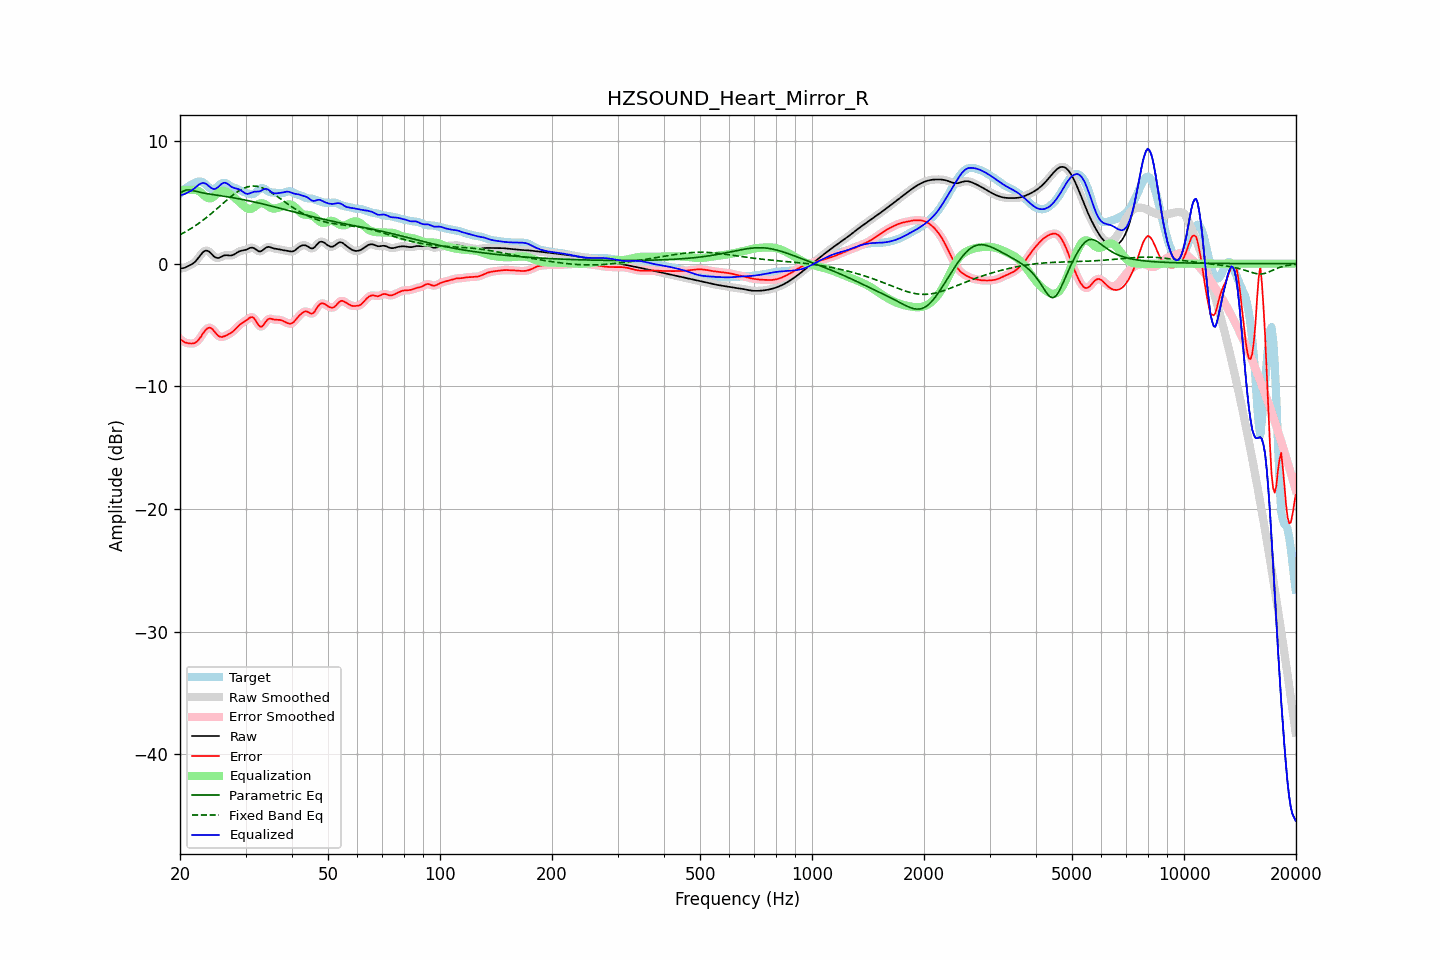 HZSOUND_Heart_Mirror_R
10
0
−10
−20
−30
−40
Amplitude (dBr)
Target
Raw Smoothed
Error Smoothed
Raw
Error
Equalization
Parametric Eq
Fixed Band Eq
Equalized
20 50 100 200 500 1000 2000 5000 10000 20000
Frequency (Hz)